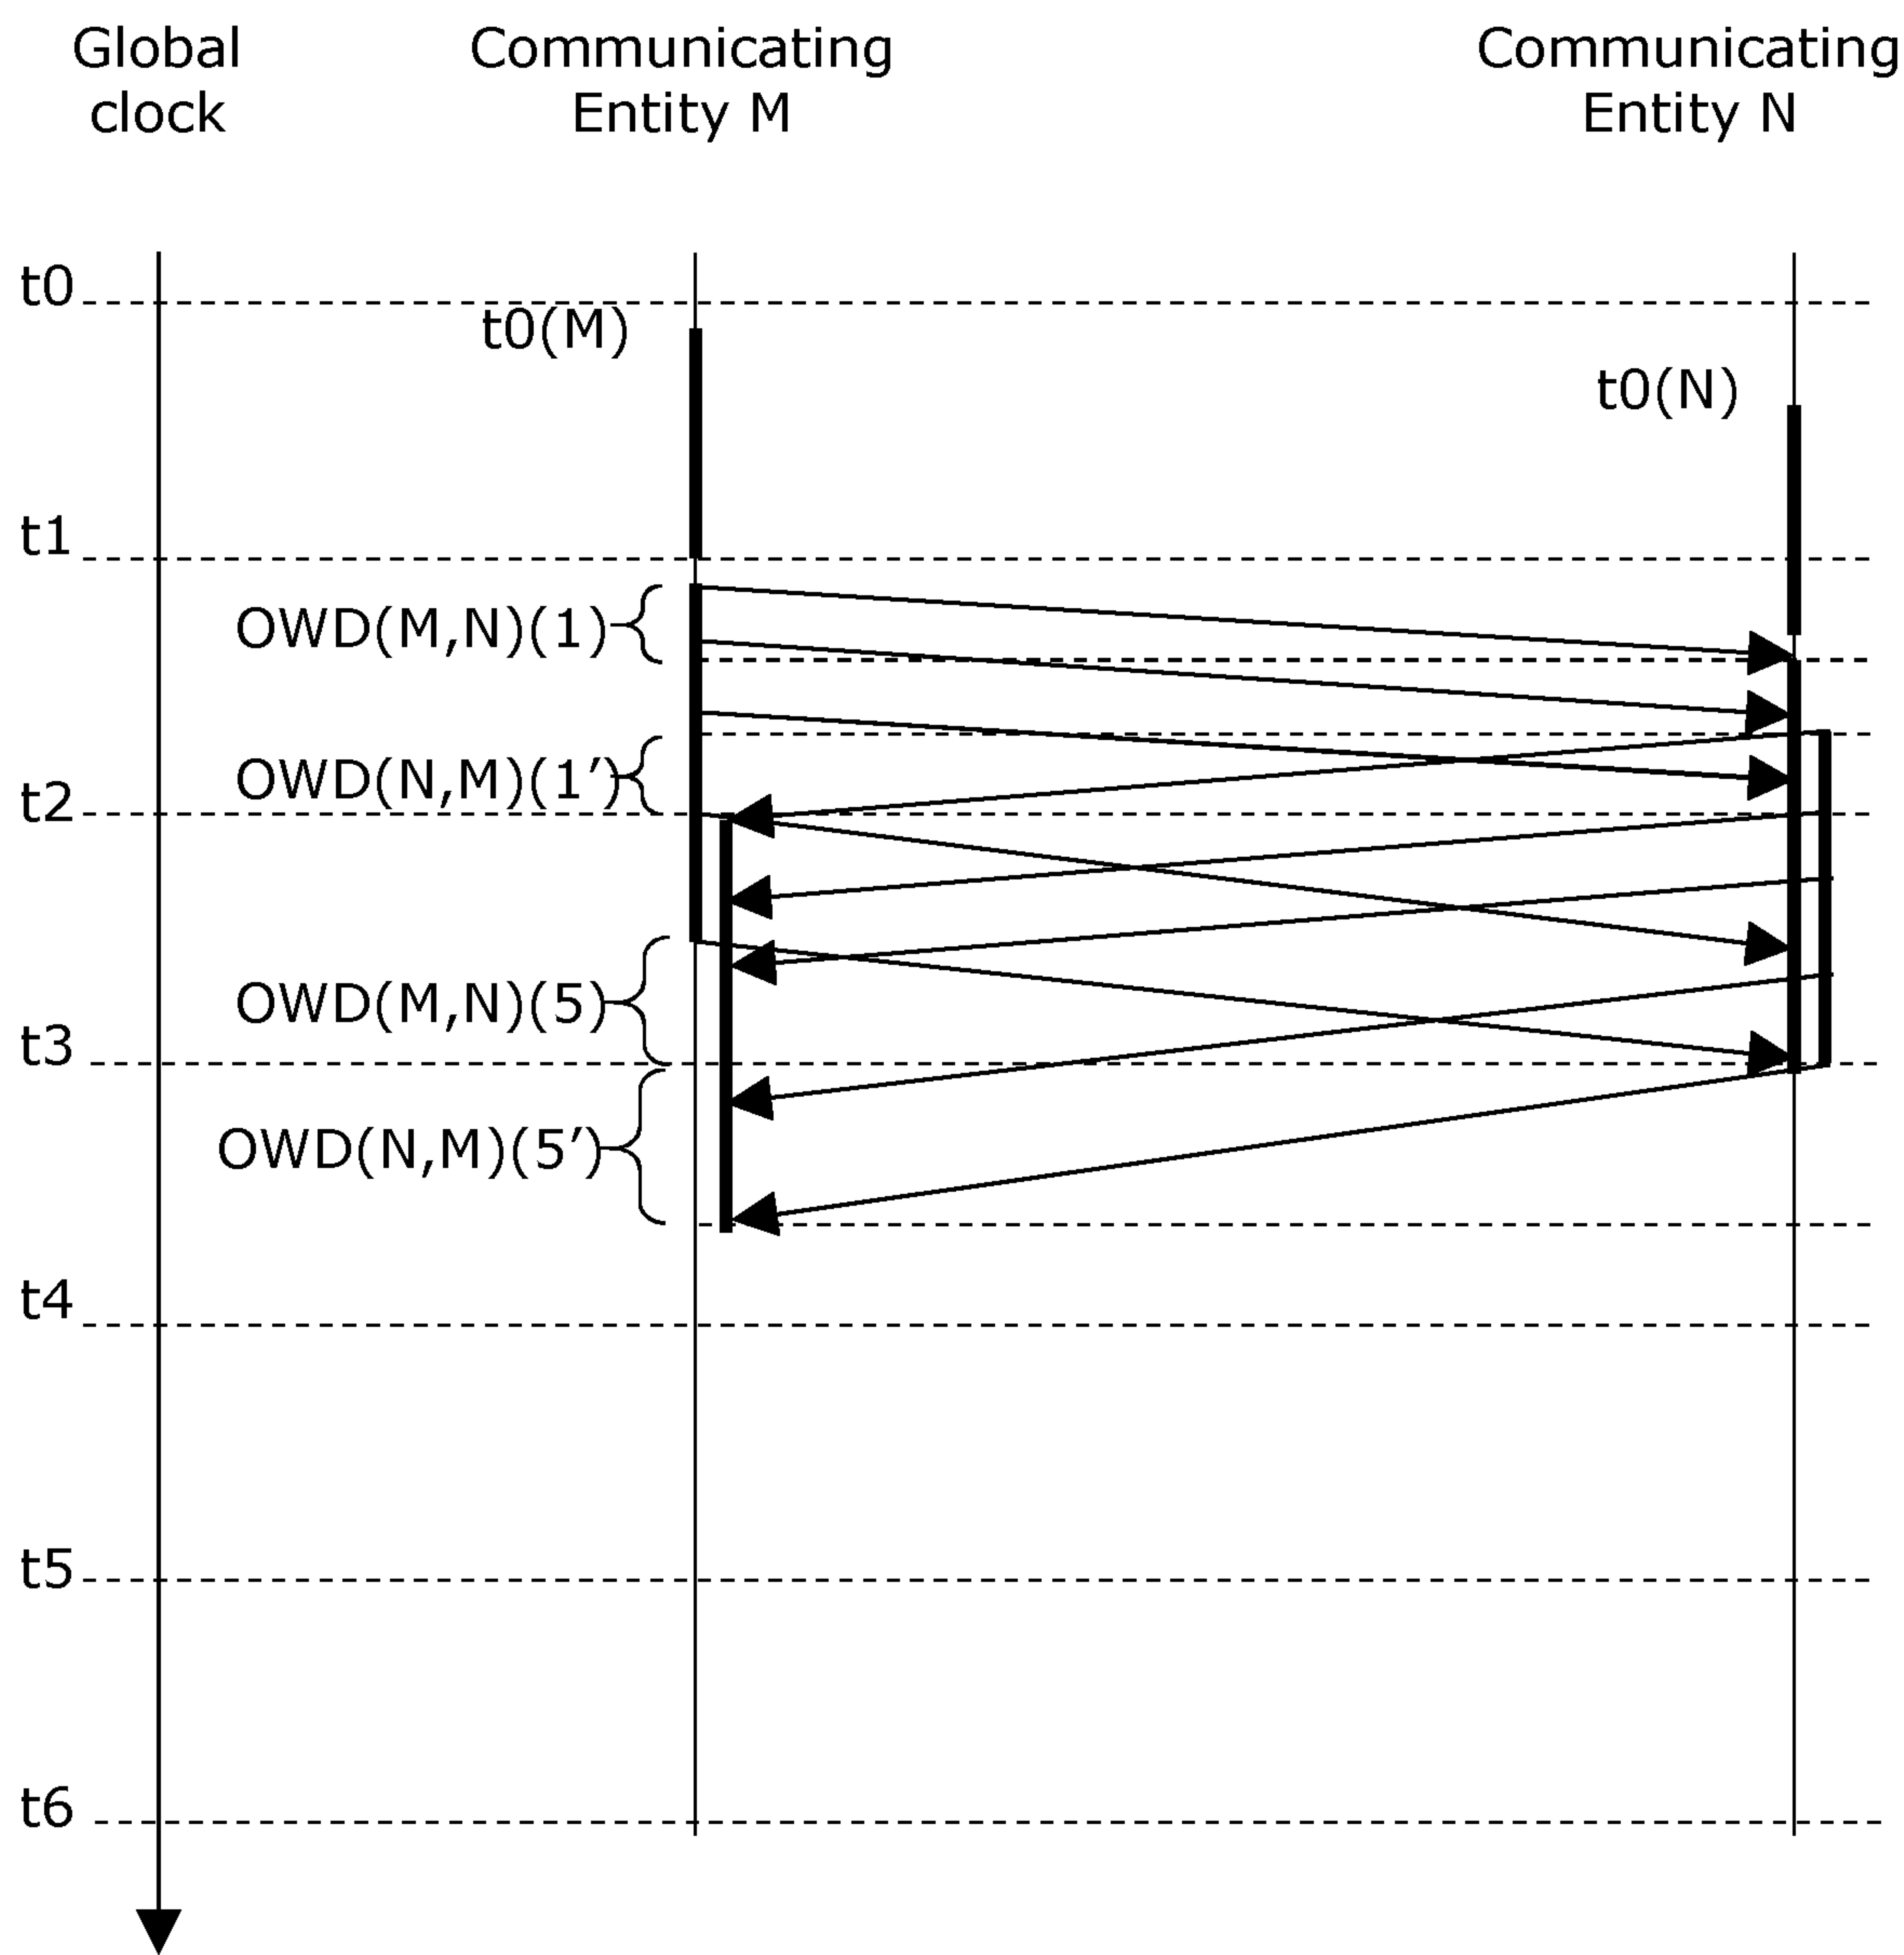 Global
clock
Communicating
Entity M
Communicating
Entity N
t0
t0(M)
t0(N)
t1
OWD(M,N)(1)
OWD(N,M)(1’)
t2
OWD(M,N)(5)
t3
OWD(N,M)(5’)
t4
t5
t6